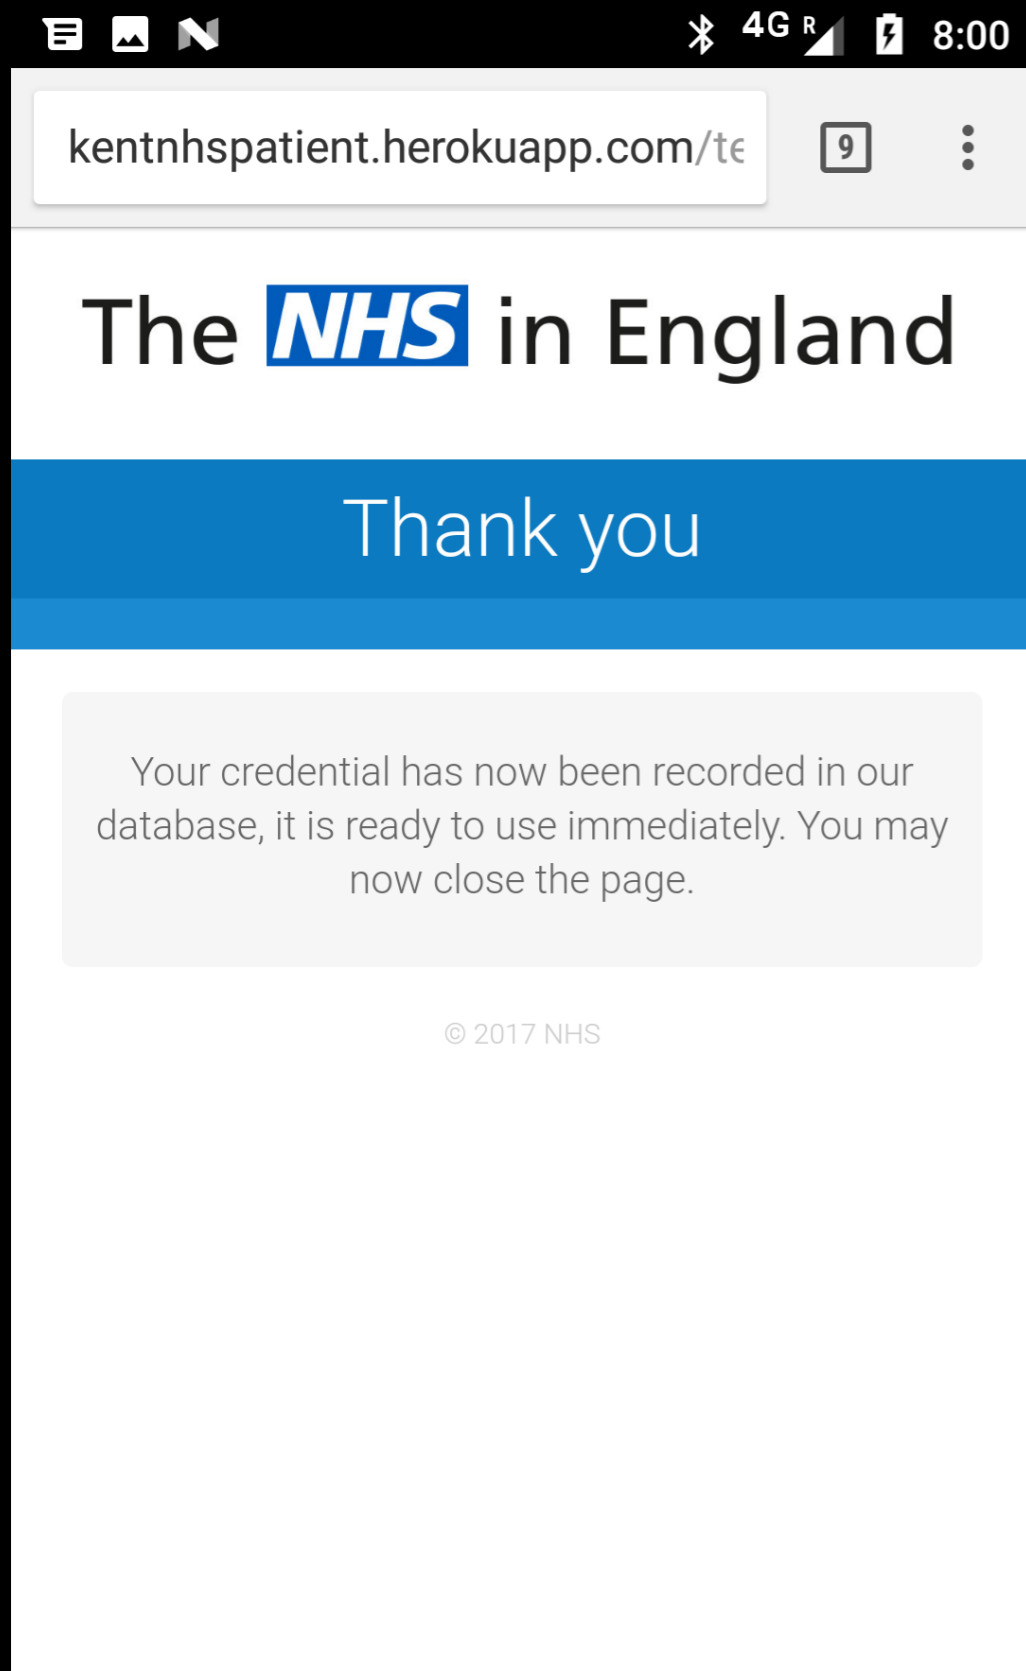 4G R 8:00
kentnhspatient.herokuapp.com/te
9
The NHS in England
Thank you
Your credential has now been recorded in our
database, it is ready to use immediately. You may
now close the page.
© 2017 NHS